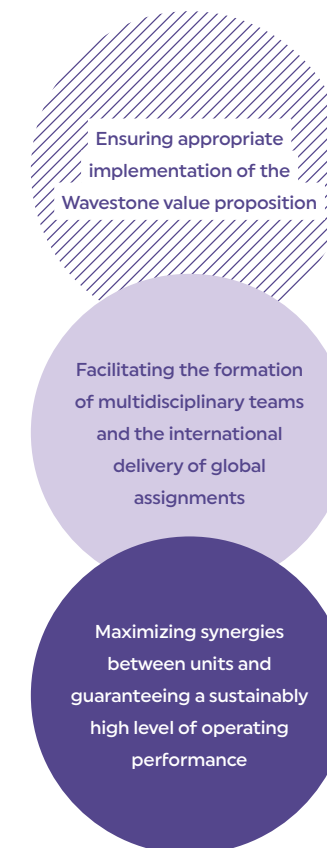 Ensuring appropriate
implementation of the
Wavestone value proposition
Facilitating the formation
of multidisciplinary teams
and the international
delivery of global
assignments
Maximizing synergies
between units and
guaranteeing a sustainably
high level of operating
performance